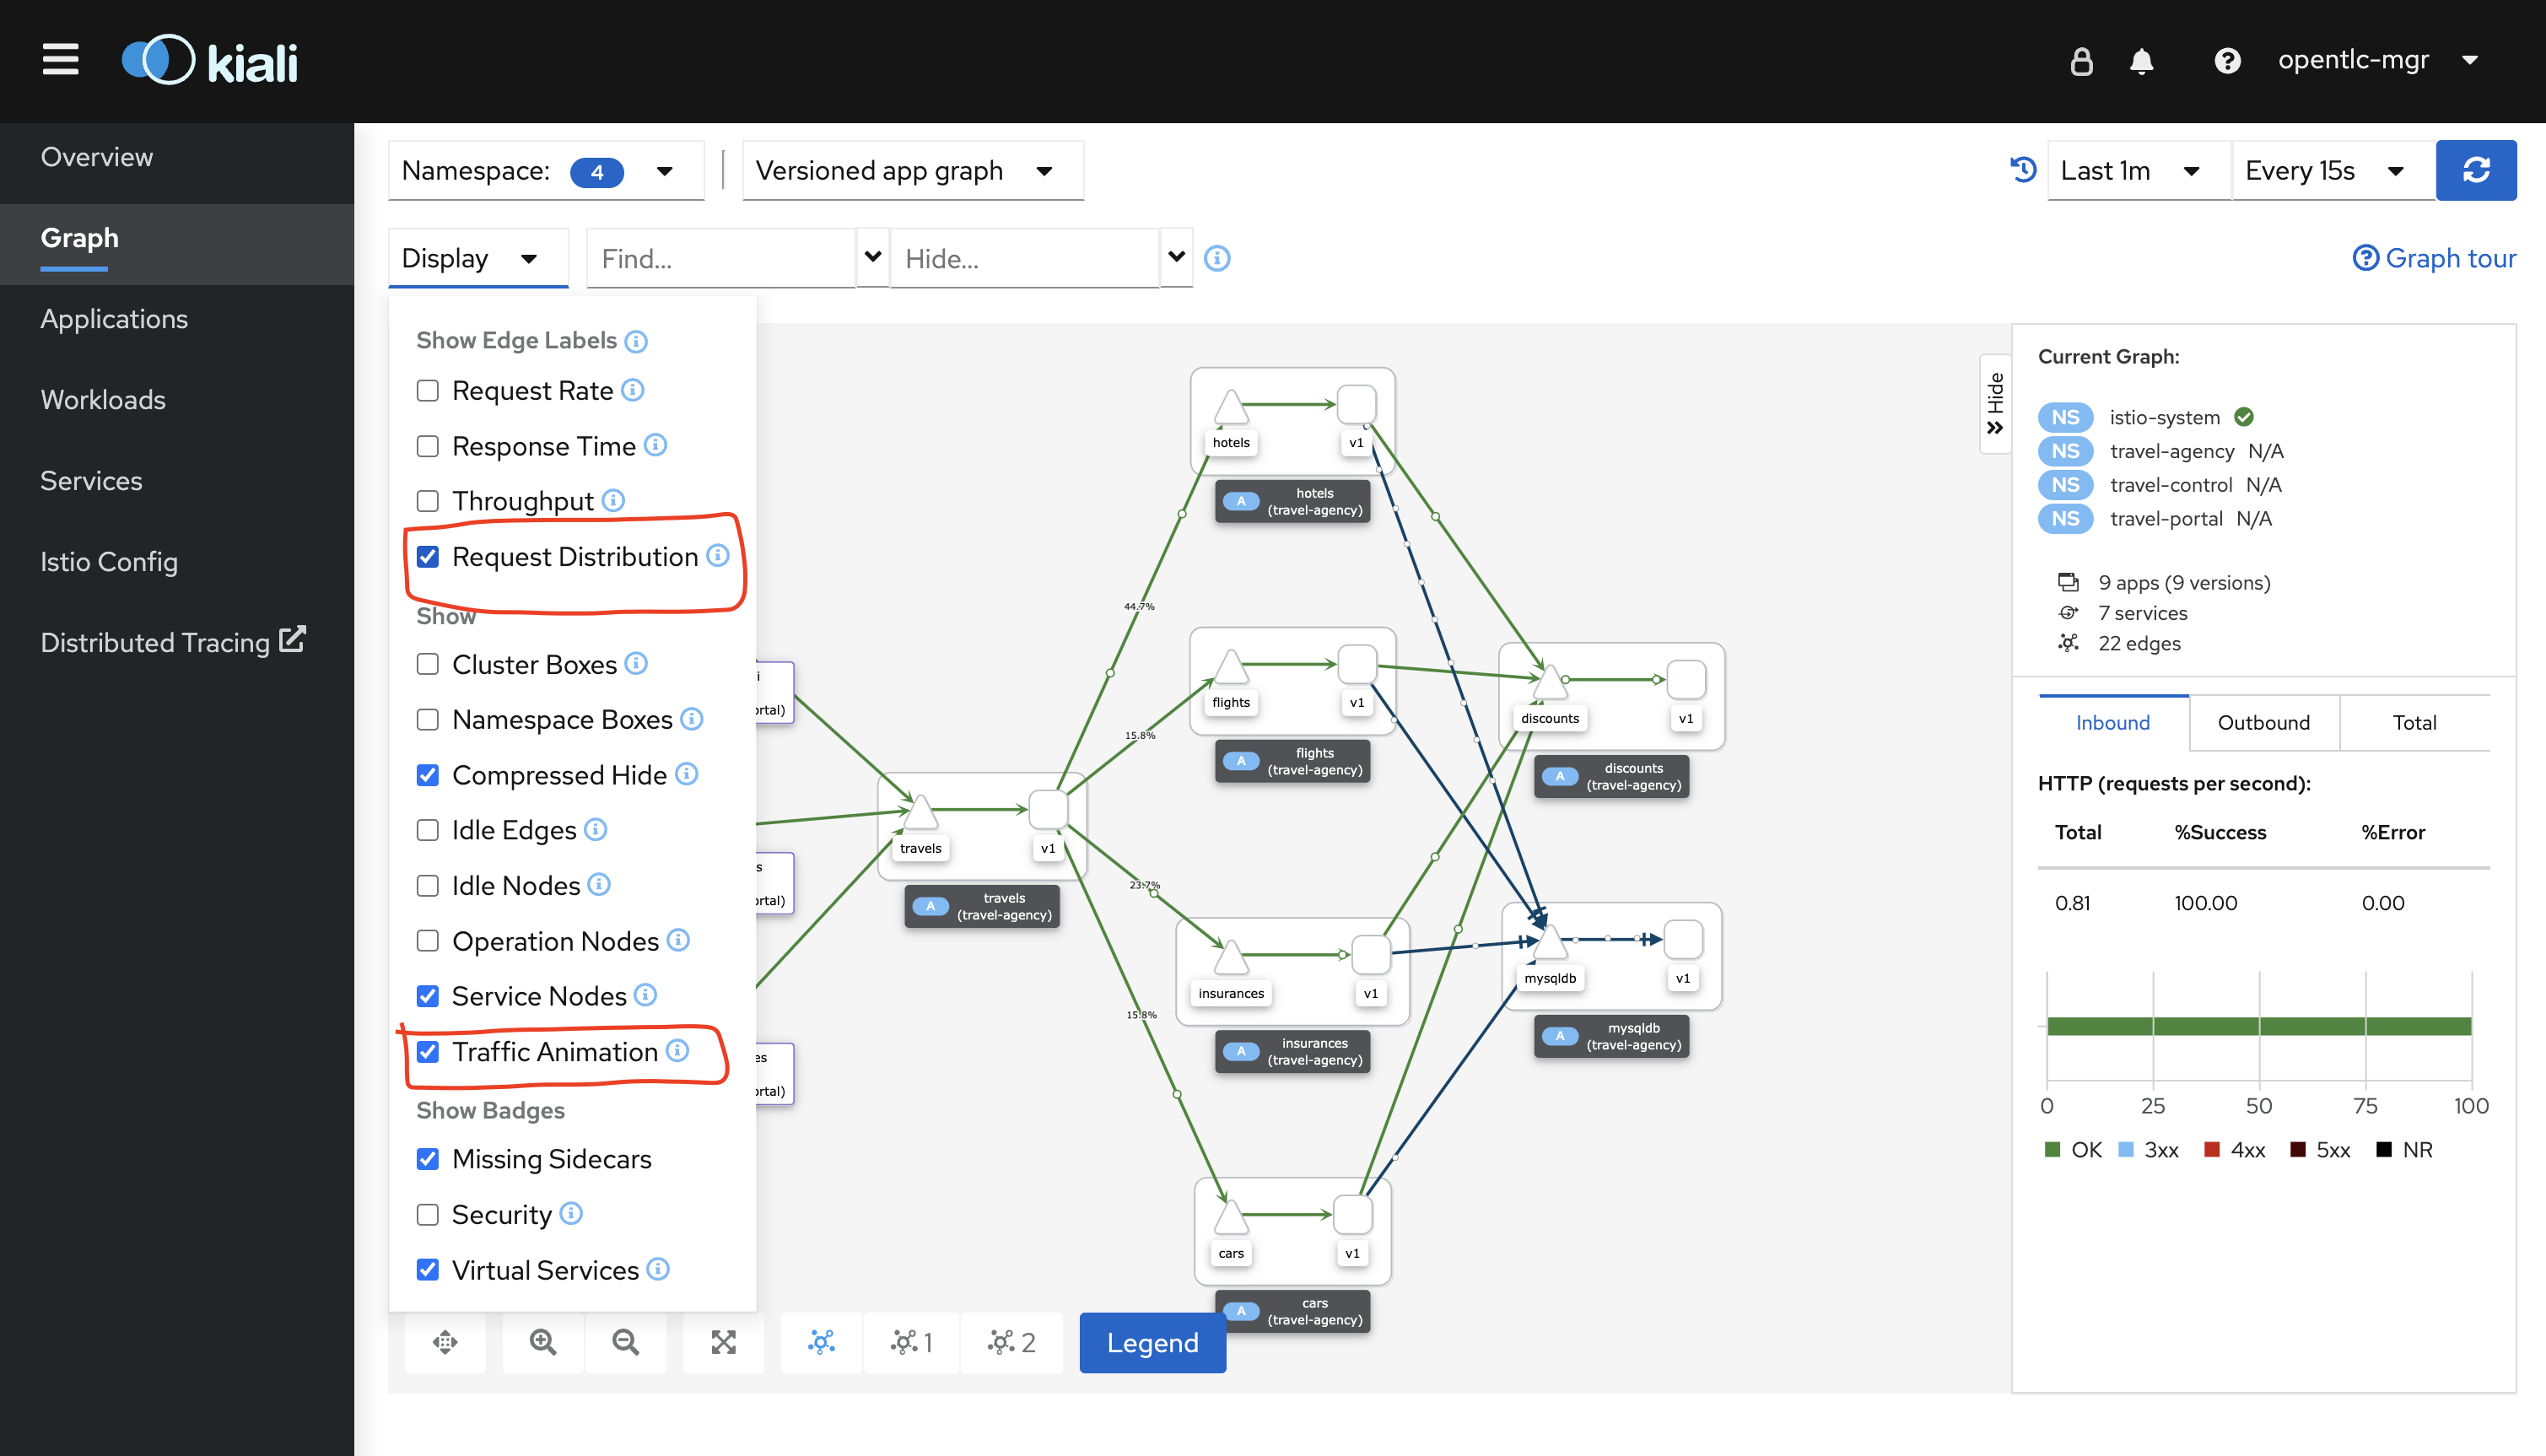 kiali
opentlc-mgr
Overview
Graph
Applications
Workloads
Services
Istio Config
Distributed Tracing
Namespace: 4
Versioned app graph
Last 1m
Every 15s
Display
Find...
Hide...
Graph tour
Show Edge Labels
Request Rate
Response Time
Throughput
Request Distribution
Show
Cluster Boxes
Namespace Boxes
Compressed Hide
Idle Edges
Idle Nodes
Operation Nodes
Service Nodes
Traffic Animation
Show Badges
Missing Sidecars
Security
Virtual Services
i
ortal)
s
ortal)
es
ortal)
travels
v1
A travels
(travel-agency)
44.7%
15.8%
23.7%
15.8%
hotels
v1
A hotels
(travel-agency)
flights
v1
A flights
(travel-agency)
insurances
v1
A insurances
(travel-agency)
cars
v1
A cars
(travel-agency)
discounts
v1
A discounts
(travel-agency)
mysqldb
v1
A mysqldb
(travel-agency)
1
2
Legend
Hide
Current Graph:
NS istio-system
NS travel-agency N/A
NS travel-control N/A
NS travel-portal N/A
9 apps (9 versions)
7 services
22 edges
Inbound
Outbound
Total
HTTP (requests per second):
Total %Success %Error
0.81 100.00 0.00
0 25 50 75 100
OK 3xx 4xx 5xx NR